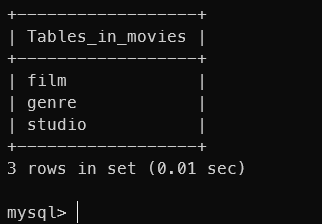 +------------------+
| Tables_in_movies |
+------------------+
| film             |
| genre            |
| studio           |
+------------------+
3 rows in set (0.01 sec)
mysql>